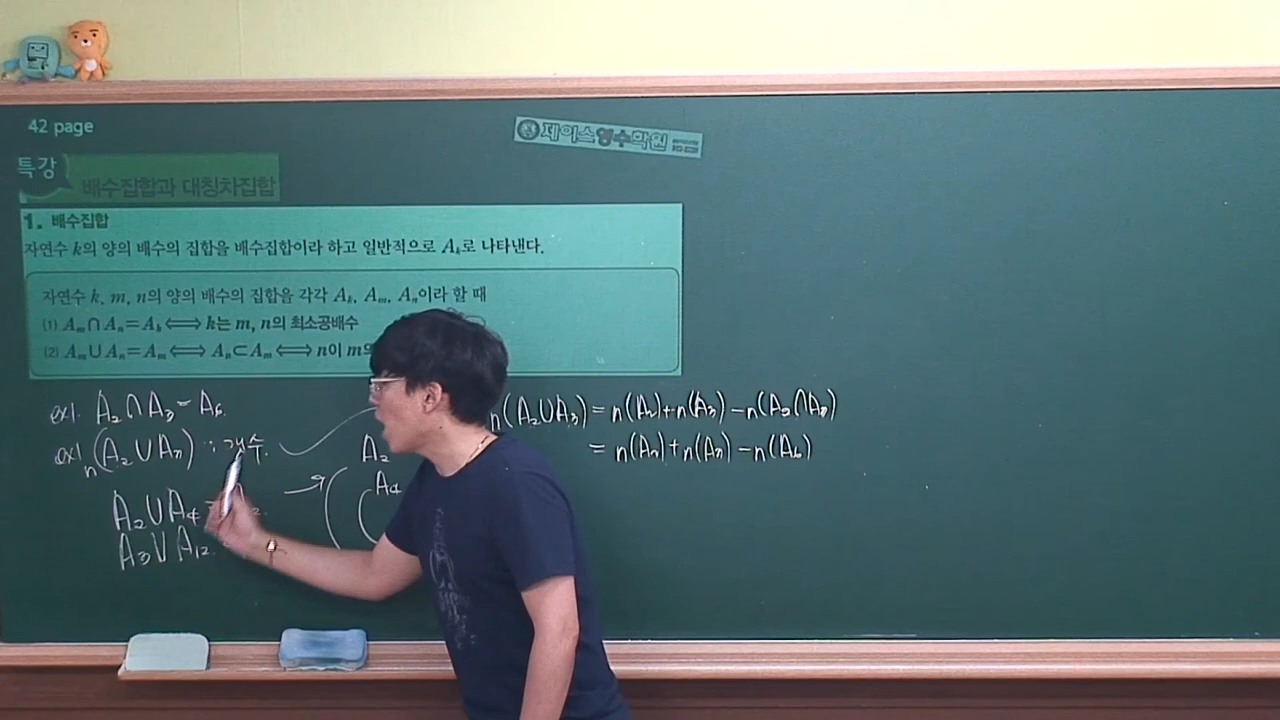 42 page
제이스영수학원
특강
배수집합과 대칭차집합
1. 배수집합
자연수 k의 양의 배수의 집합을 배수집합이라 하고 일반적으로 Aₖ로 나타낸다.
자연수 k, m, n의 양의 배수의 집합을 각각 Aₖ, Aₘ, Aₙ이라 할 때
(1) Aₘ∩Aₙ=Aₖ⟺k는 m, n의 최소공배수
(2) Aₘ∪Aₙ=Aₘ⟺Aₙ⊂Aₘ⟺n이 m의
ex1. A₂∩A₃=A₆.
ex1 n(A₂∪A₃) : 개수.
n(A₂∪A₃)=n(A₂)+n(A₃)-n(A₂∩A₃)
=n(A₂)+n(A₃)-n(A₆)
A₂
A₄
A₂∪A₄=
A₃∪A₁₂